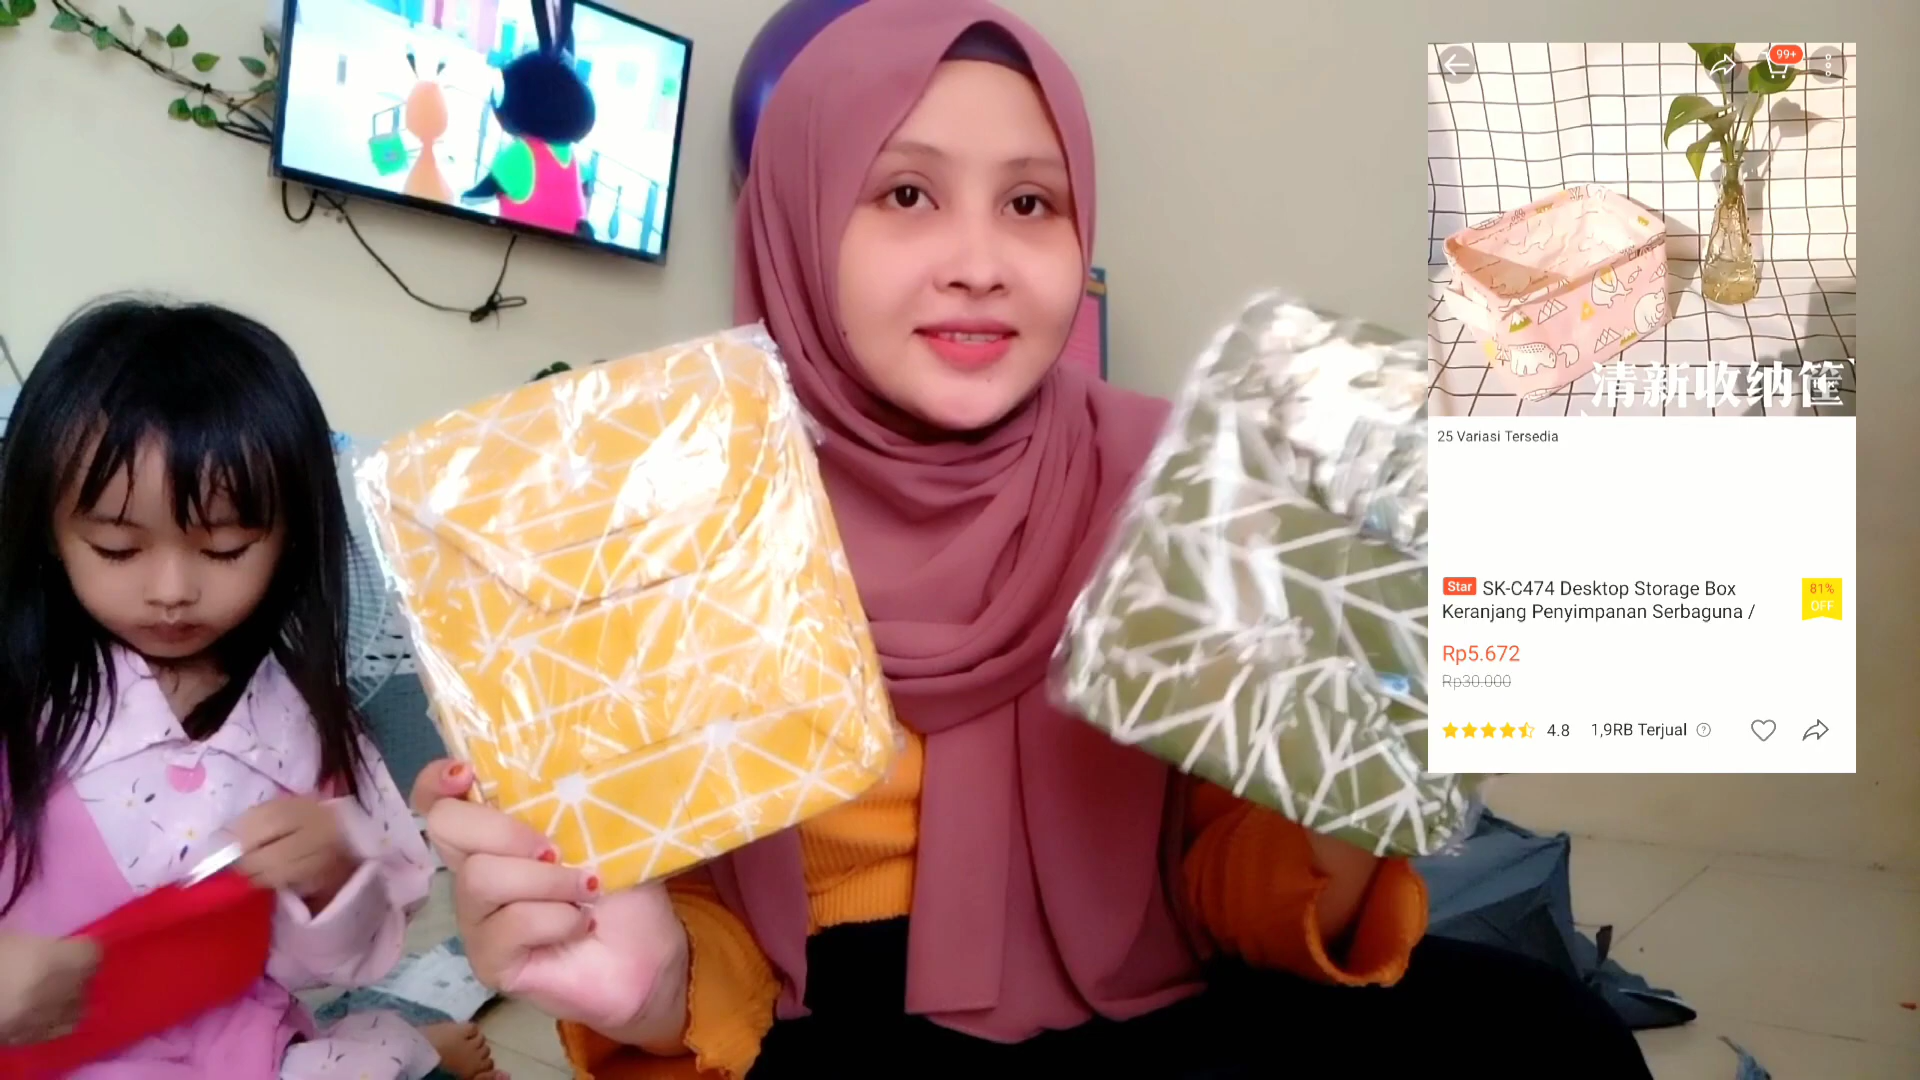 99+
清新收纳筐
25 Variasi Tersedia
Star SK-C474 Desktop Storage Box
Keranjang Penyimpanan Serbaguna /
81%
OFF
Rp5.672
Rp30.000
4.8 1,9RB Terjual ?